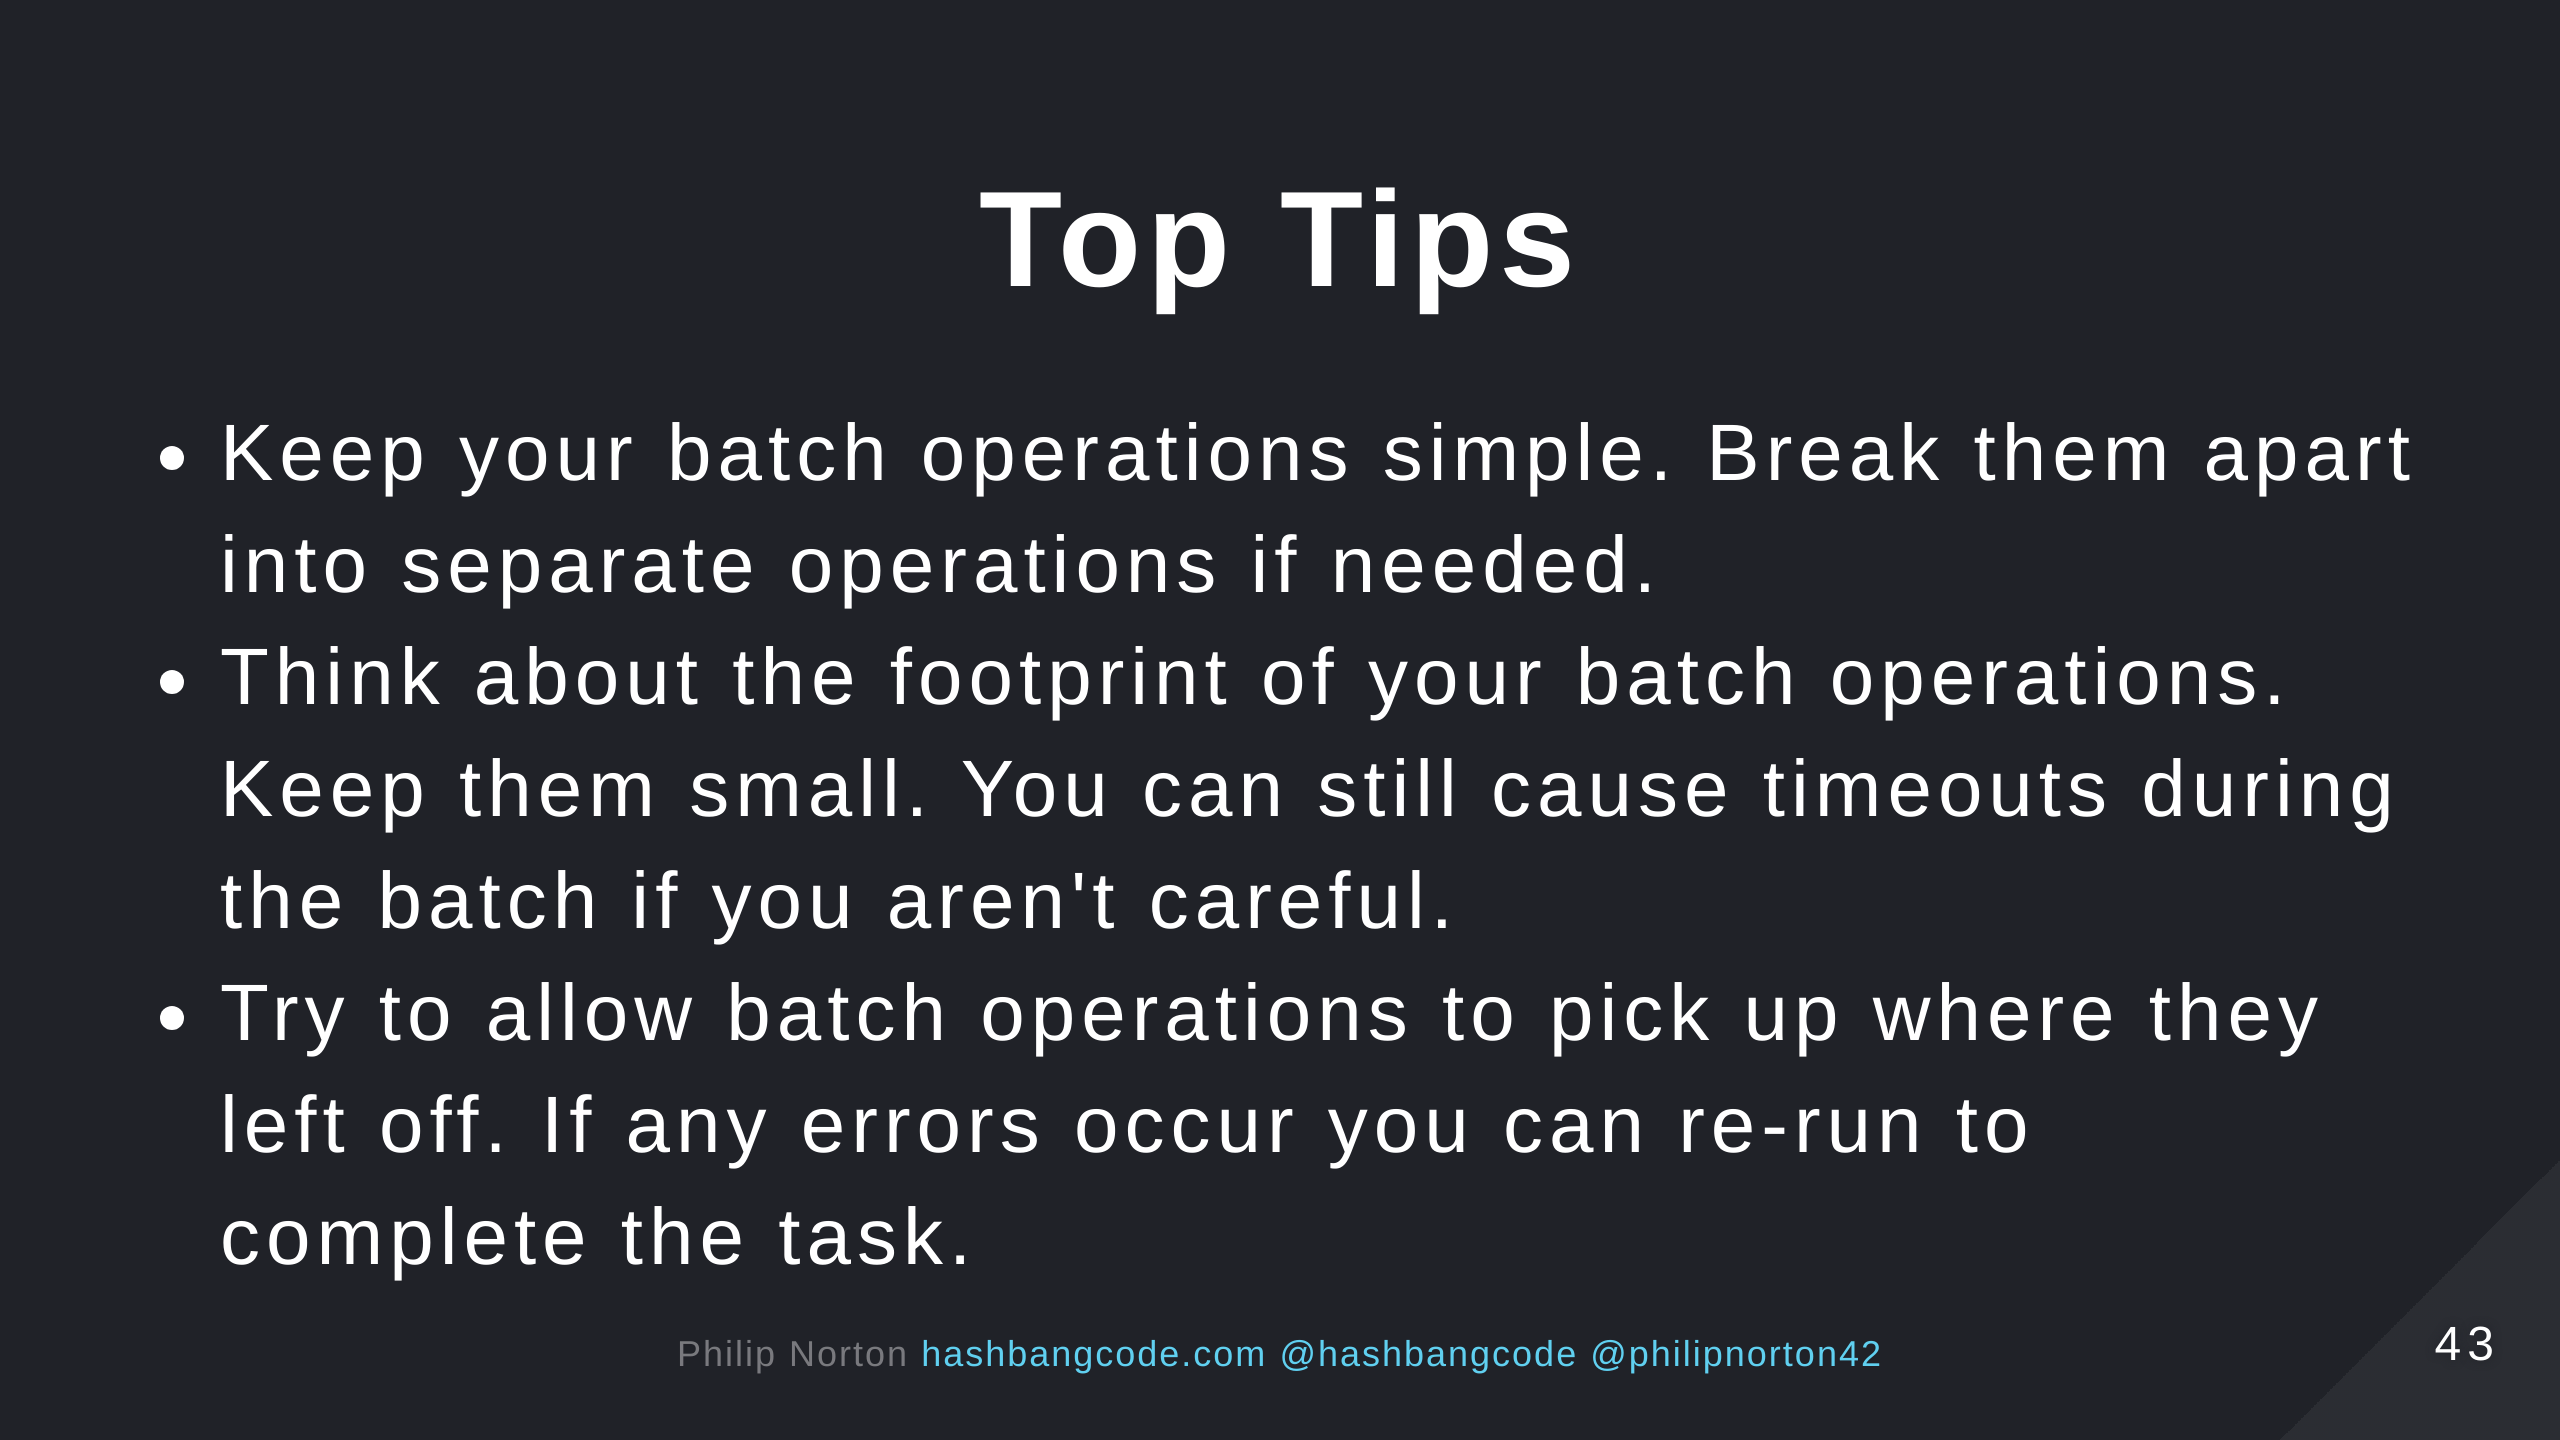 Top Tips
Keep your batch operations simple. Break them apart
into separate operations if needed.
Think about the footprint of your batch operations.
Keep them small. You can still cause timeouts during
the batch if you aren't careful.
Try to allow batch operations to pick up where they
left off. If any errors occur you can re-run to
complete the task.
Philip Norton hashbangcode.com @hashbangcode @philipnorton42
43